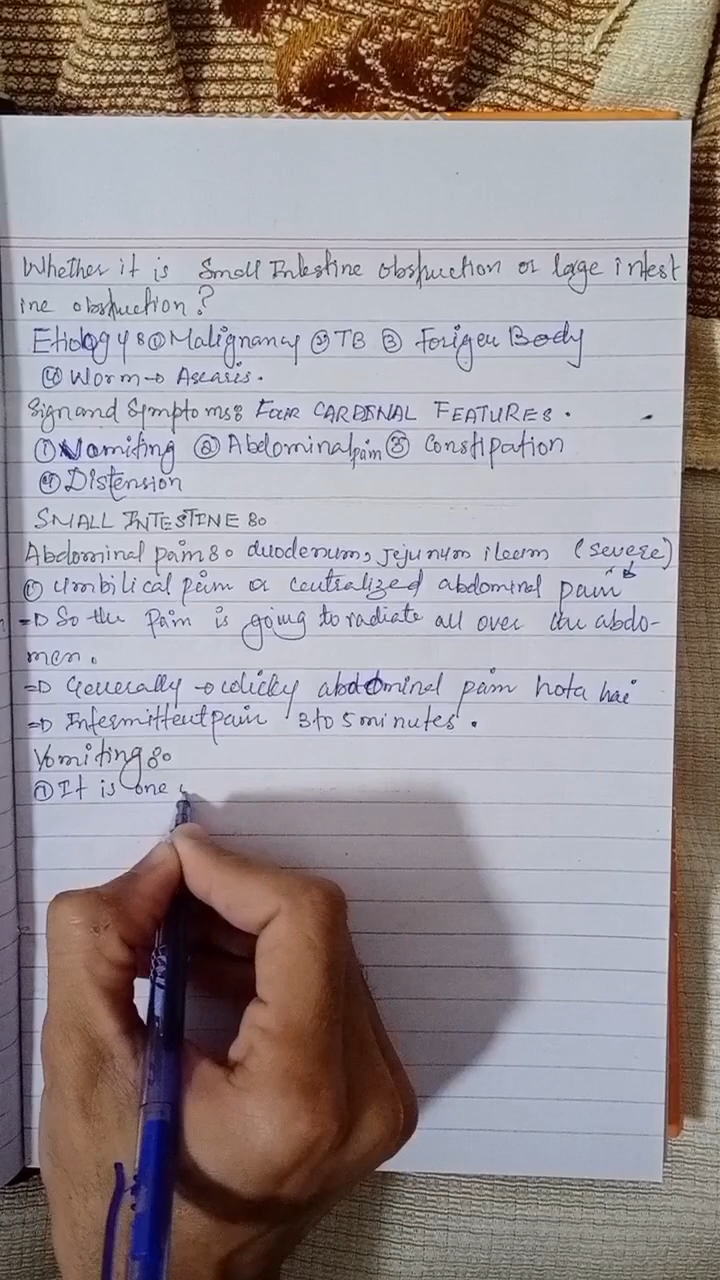 Whether it is Small Intestine obstruction or large intest
ine obstruction?
Etiology: ① Malignancy ② TB ③ Forigen Body
④ Worm → Ascaris.
Sign and Symptoms: FOUR CARDINAL FEATURES.
① Vomiting ② Abdominal pain ③ Constipation
④ Distension
SMALL INTESTINE:
Abdominal pain: duodenum, jejunum ileum (severe)
① Umbilical pain or centralized abdominal pain
⇒ So the pain is going to radiate all over the abdo-
men.
⇒ Generally → colicky abdominal pain hota hai
⇒ Intermittent pain 3 to 5 minutes.
Vomiting:
① It is one